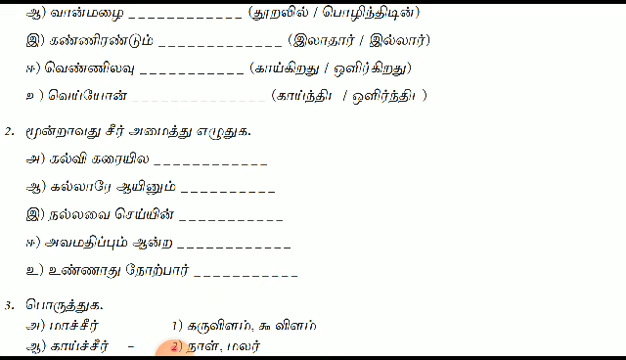 ஆ) வான்மழை ____________ (தூறலில் / பொழிந்திடின்)
இ) கண்ணிரண்டும் _____________ (இலாதார் / இல்லார்)
ஈ) வெண்ணிலவு ___________ (காய்கிறது / ஒளிர்கிறது)
உ) வெய்யோன் ______________ (காய்ந்தி / ஒளிர்ந்தி )
2. மூன்றாவது சீர் அமைத்து எழுதுக.
அ) கல்வி கரையில ____________
ஆ) கல்லாரே ஆயினும் __________
இ) நல்லவை செய்யின் ___________
ஈ) அவமதிப்பும் ஆன்ற ____________
உ) உண்ணாது நோற்பார் ___________
3. பொருத்துக.
அ) மாச்சீர் 1) கருவிளம், கூ விளம்
ஆ) காய்ச்சீர் – 2) நாள், மலர்